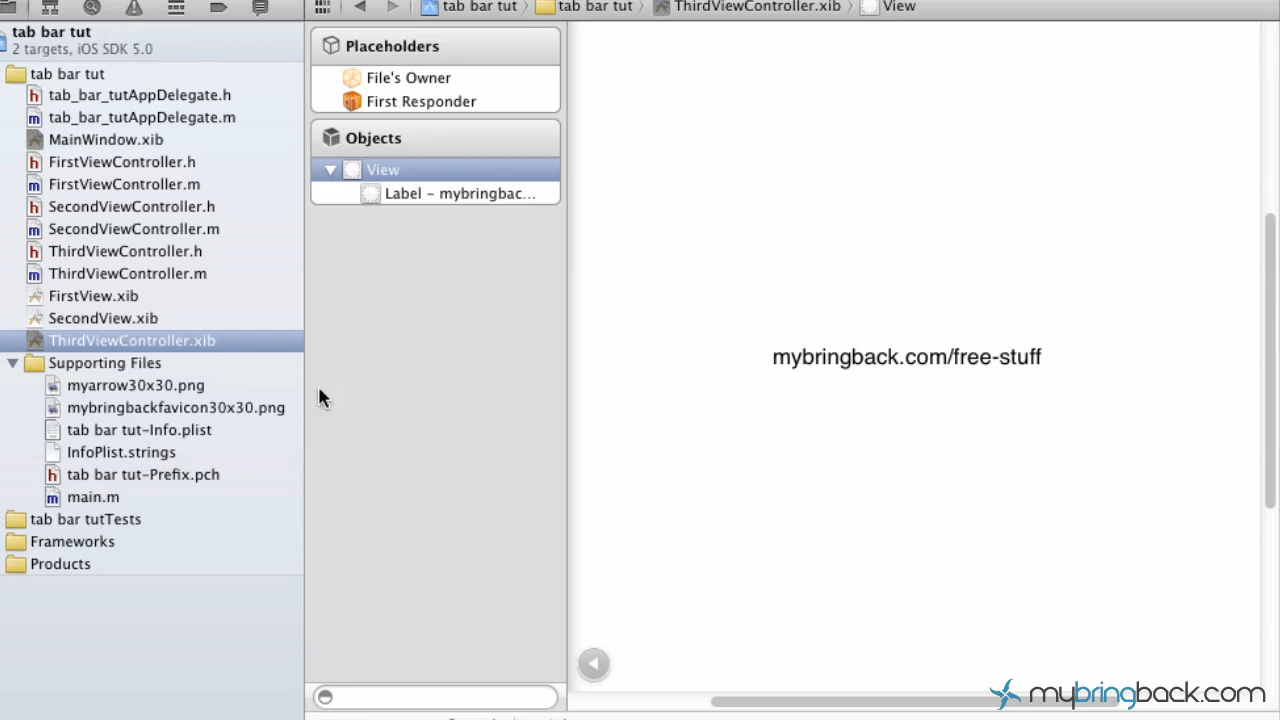 tab bar tut
tab bar tut
ThirdViewController.xib
View
tab bar tut
2 targets, iOS SDK 5.0
tab bar tut
tab_bar_tutAppDelegate.h
tab_bar_tutAppDelegate.m
MainWindow.xib
FirstViewController.h
FirstViewController.m
SecondViewController.h
SecondViewController.m
ThirdViewController.h
ThirdViewController.m
FirstView.xib
SecondView.xib
ThirdViewController.xib
Supporting Files
myarrow30x30.png
mybringbackfavicon30x30.png
tab bar tut-Info.plist
InfoPlist.strings
tab bar tut-Prefix.pch
main.m
tab bar tutTests
Frameworks
Products
Placeholders
File's Owner
First Responder
Objects
View
Label - mybringbac...
mybringback.com/free-stuff
mybringback.com